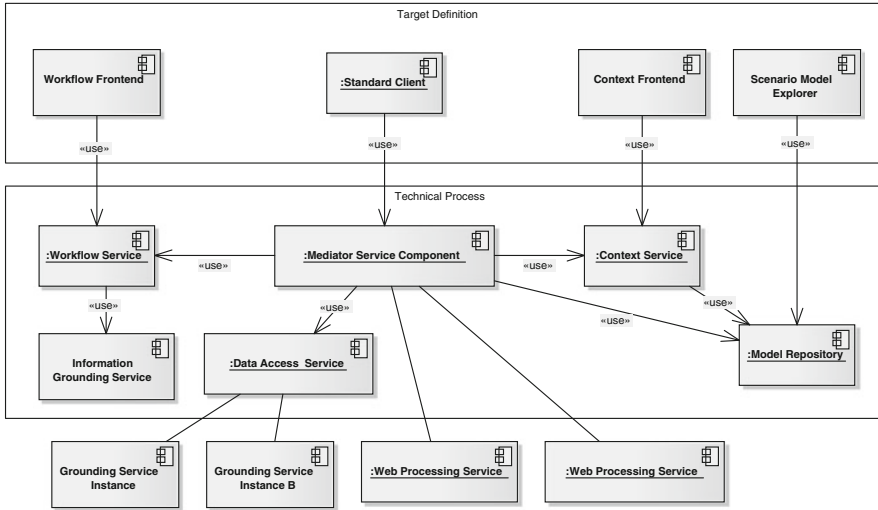 Target Definition
Workflow Frontend
:Standard Client
Context Frontend
Scenario Model
Explorer
«use»
«use»
«use»
«use»
Technical Process
:Workflow Service
:Mediator Service Component
:Context Service
«use»
«use»
«use»
«use»
«use»
«use»
Information
Grounding Service
:Data Access Service
:Model Repository
Grounding Service
Instance
Grounding Service
Instance B
:Web Processing Service
:Web Processing Service